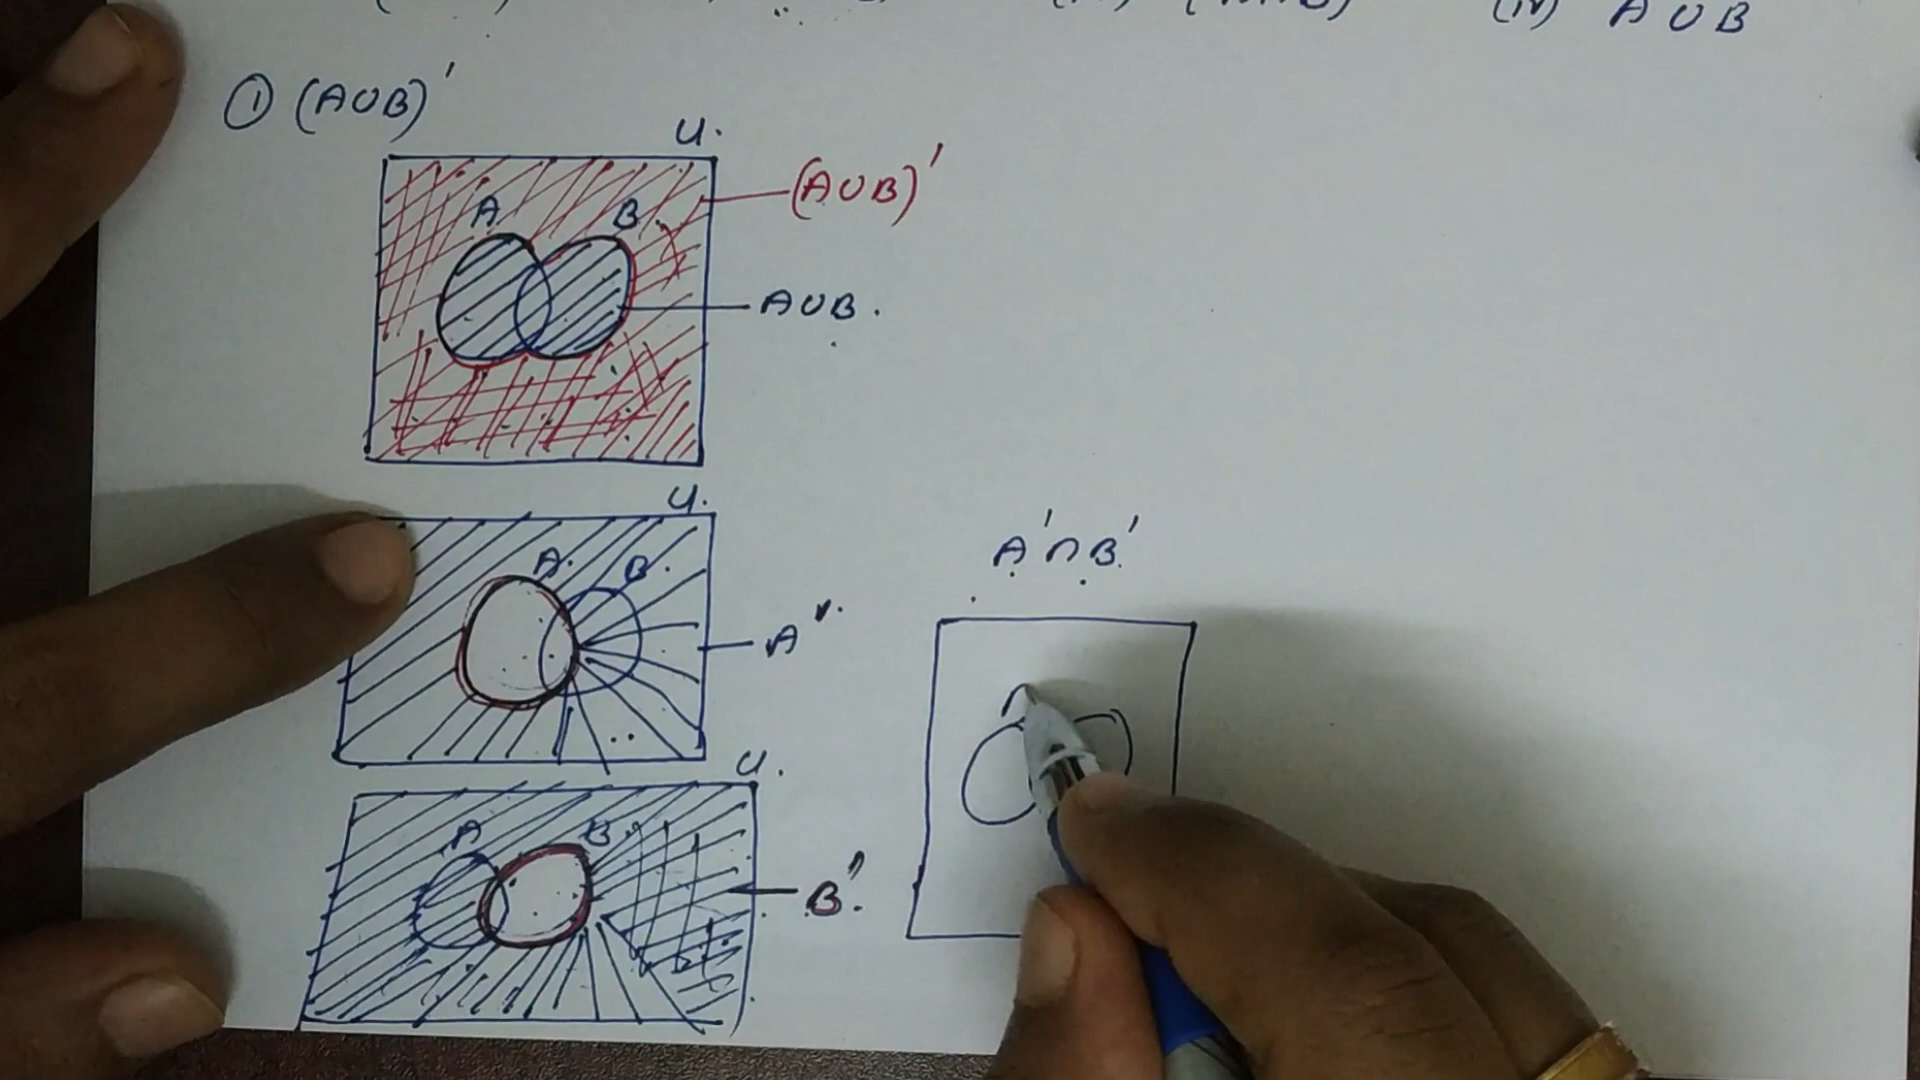 (iv) A ∪ B
① (A∪B)'
U.
A B
(A∪B)'
A∪B.
U.
A. B.
A'
A'∩B'
U.
A B
B'.